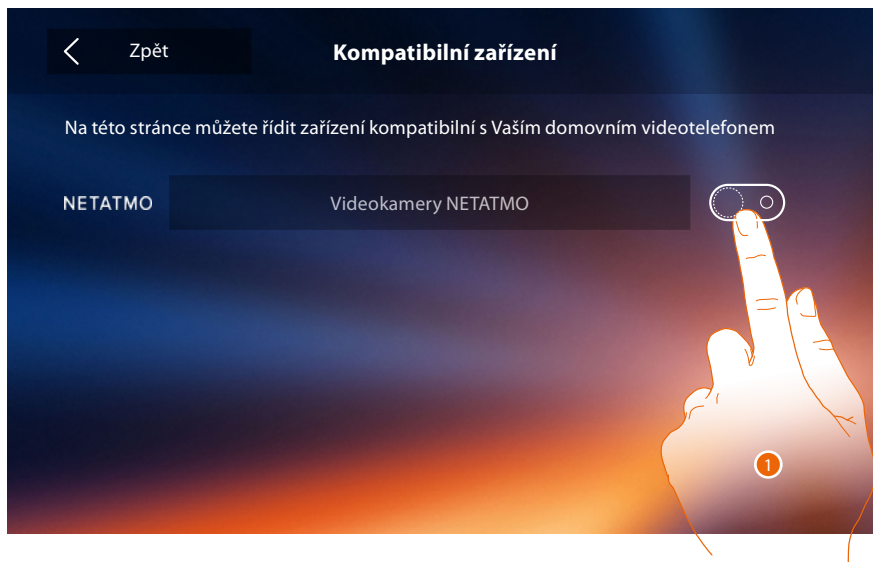 Zpět
Kompatibilní zařízení
Na této stránce můžete řídit zařízení kompatibilní s Vaším domovním videotelefonem
NETATMO
Videokamery NETATMO
1